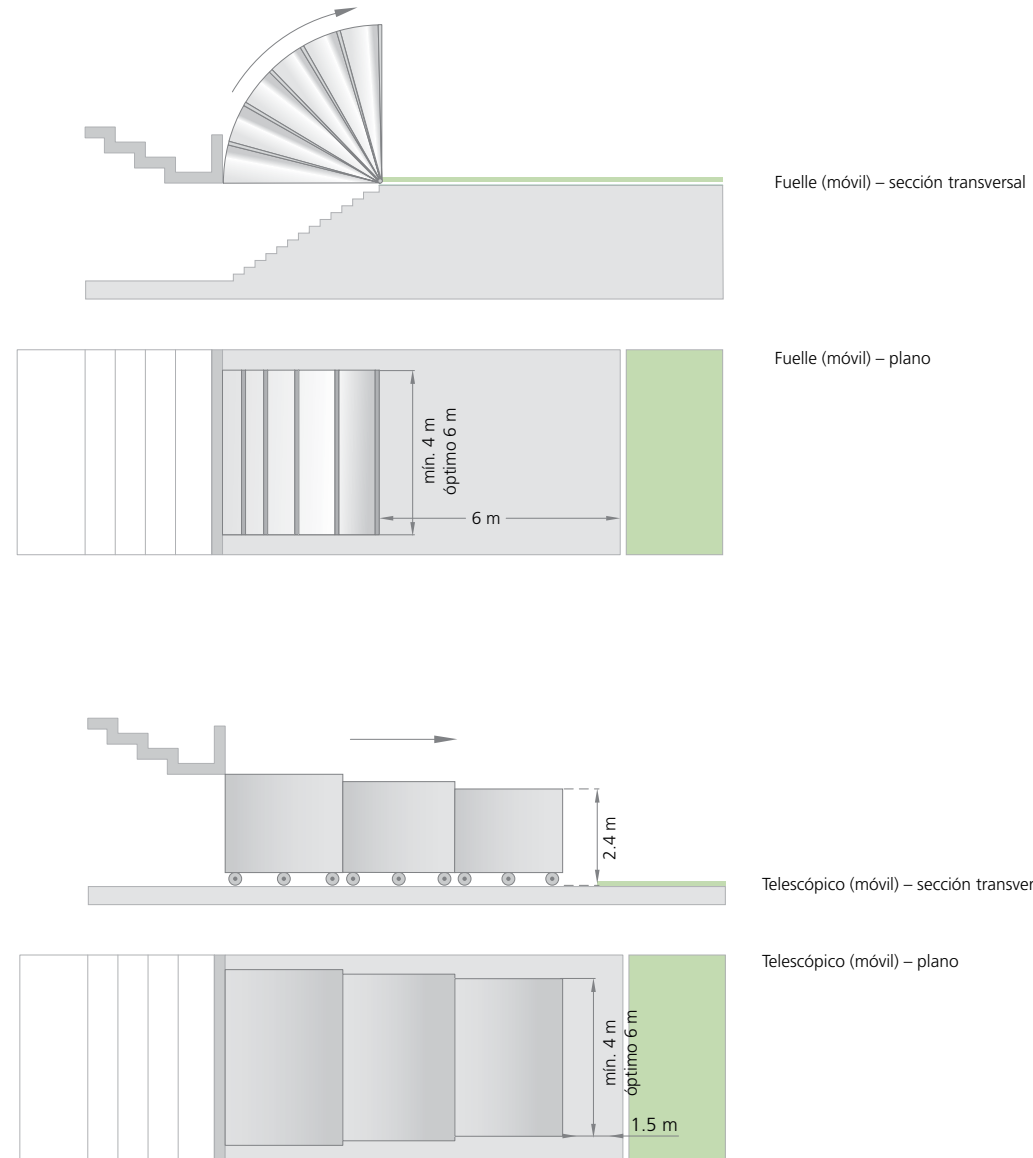 Fuelle (móvil) – sección transversal
Fuelle (móvil) – plano
mín. 4 m
óptimo 6 m
6 m
2.4 m
Telescópico (móvil) – sección transver
Telescópico (móvil) – plano
mín. 4 m
óptimo 6 m
1.5 m